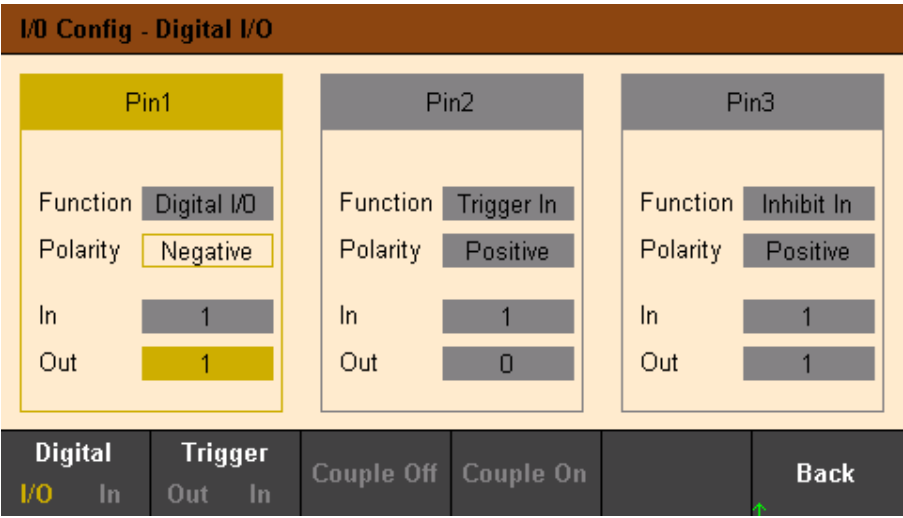 I/O Config - Digital I/O
Pin1 Pin2 Pin3
Function Digital I/O Function Trigger In Function Inhibit In
Polarity Negative Polarity Positive Polarity Positive
In 1 In 1 In 1
Out 1 Out 0 Out 1
Digital Trigger
Couple Off Couple On Back
I/O In Out In